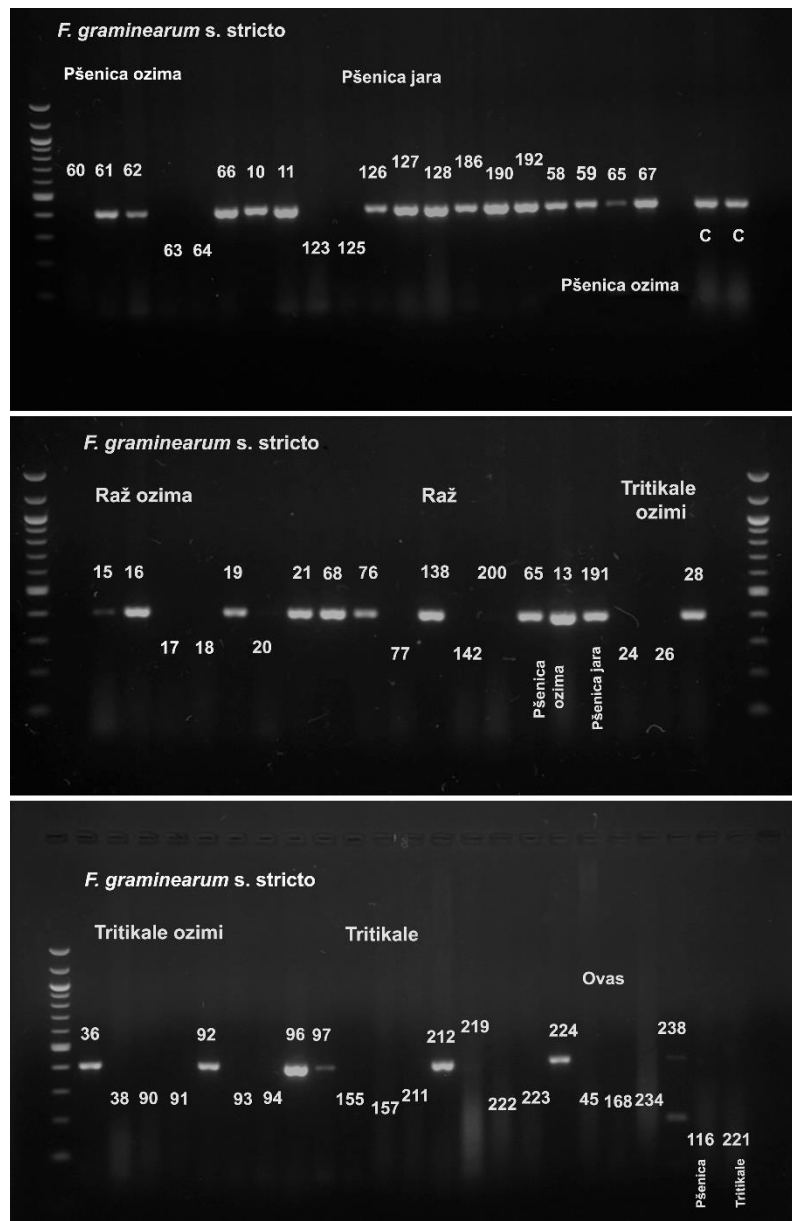 F. graminearum s. stricto
Pšenica ozima
Pšenica jara
60 61 62 66 10 11 126 127 128 186 190 192 58 59 65 67
63 64 123 125
C C
Pšenica ozima
F. graminearum s. stricto
Raž ozima
Raž
Tritikale
ozimi
15 16 19 21 68 76 138 200 65 13 191 28
17 18 20 77 142 24 26
Pšenica
ozima
Pšenica jara
F. graminearum s. stricto
Tritikale ozimi
Tritikale
Ovas
36 92 96 97 212 219 224 238
38 90 91 93 94 155 157 211 222 223 45 168 234
116 221
Pšenica
Tritikale